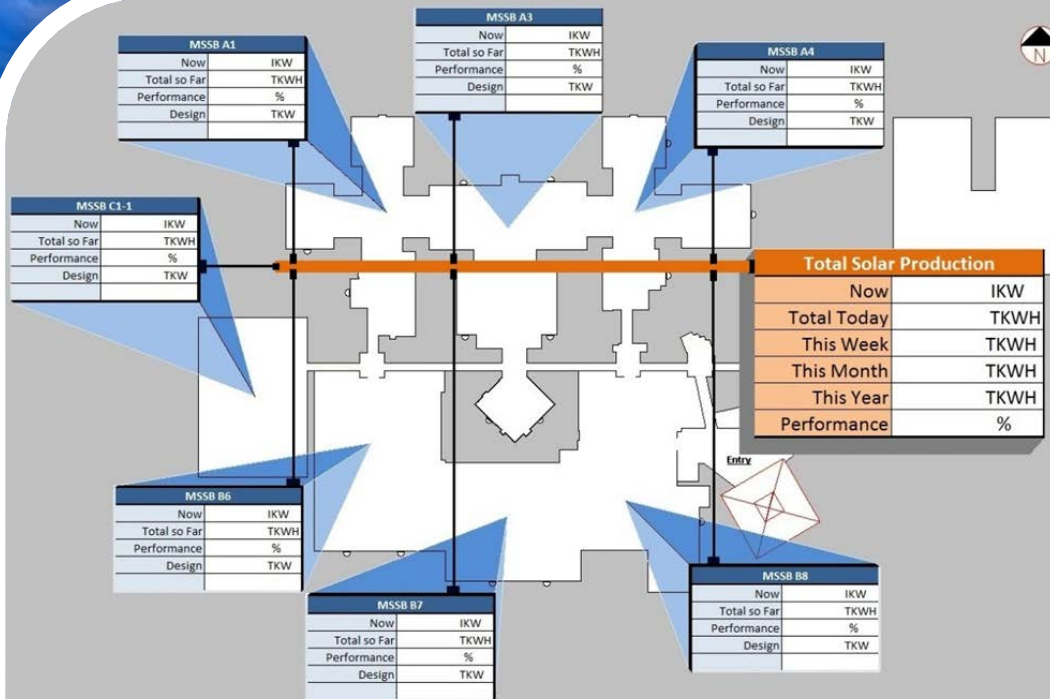 MSSB A1
Now IKW
Total so Far TKWH
Performance %
Design TKW
MSSB A3
Now IKW
Total so Far TKWH
Performance %
Design TKW
MSSB A4
Now IKW
Total so Far TKWH
Performance %
Design TKW
N
MSSB C1-1
Now IKW
Total so Far TKWH
Performance %
Design TKW
Total Solar Production
Now IKW
Total Today TKWH
This Week TKWH
This Month TKWH
This Year TKWH
Performance %
Entry
MSSB B6
Now IKW
Total so Far TKWH
Performance %
Design TKW
MSSB B7
Now IKW
Total so Far TKWH
Performance %
Design TKW
MSSB B8
Now IKW
Total so Far TKWH
Performance %
Design TKW